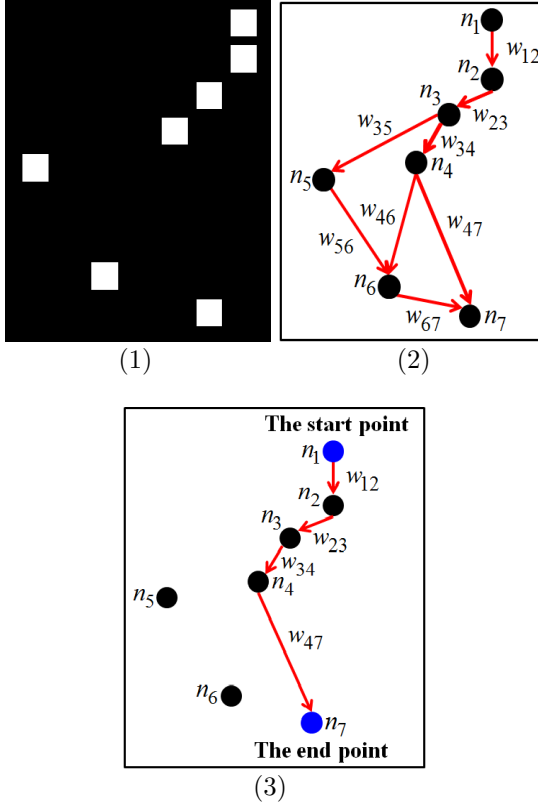 n1
w12
n2
n3
w23
w35
w34
n4
n5
w46
w47
w56
n6
w67
n7
(1)
(2)
The start point
n1
w12
n2
n3
w23
w34
n4
n5
w47
n6
n7
The end point
(3)